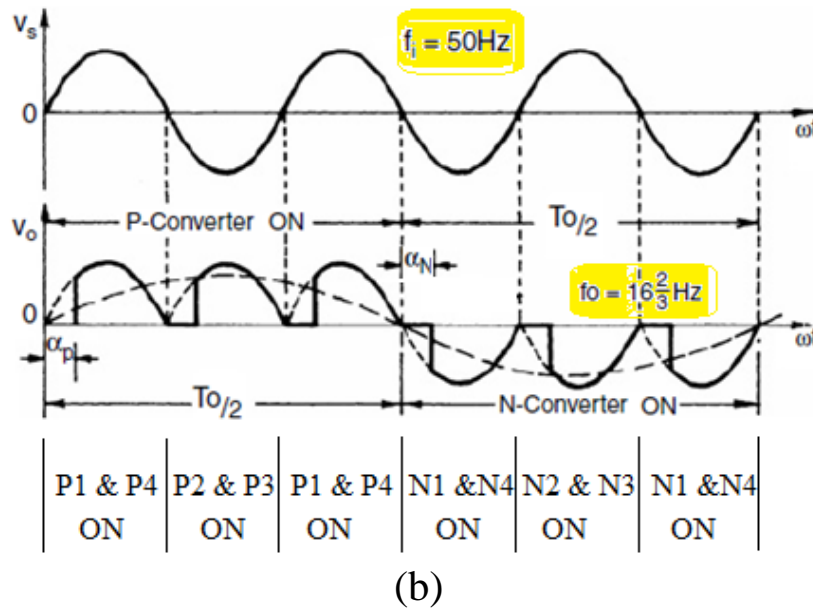 Vs
fi = 50Hz
0
ωt
P-Converter ON
To/2
Vo
αN
fo = 16 2/3 Hz
0
ωt
αp
To/2
N-Converter ON
P1 & P4 ON
P2 & P3 ON
P1 & P4 ON
N1 &N4 ON
N2 & N3 ON
N1 &N4 ON
(b)